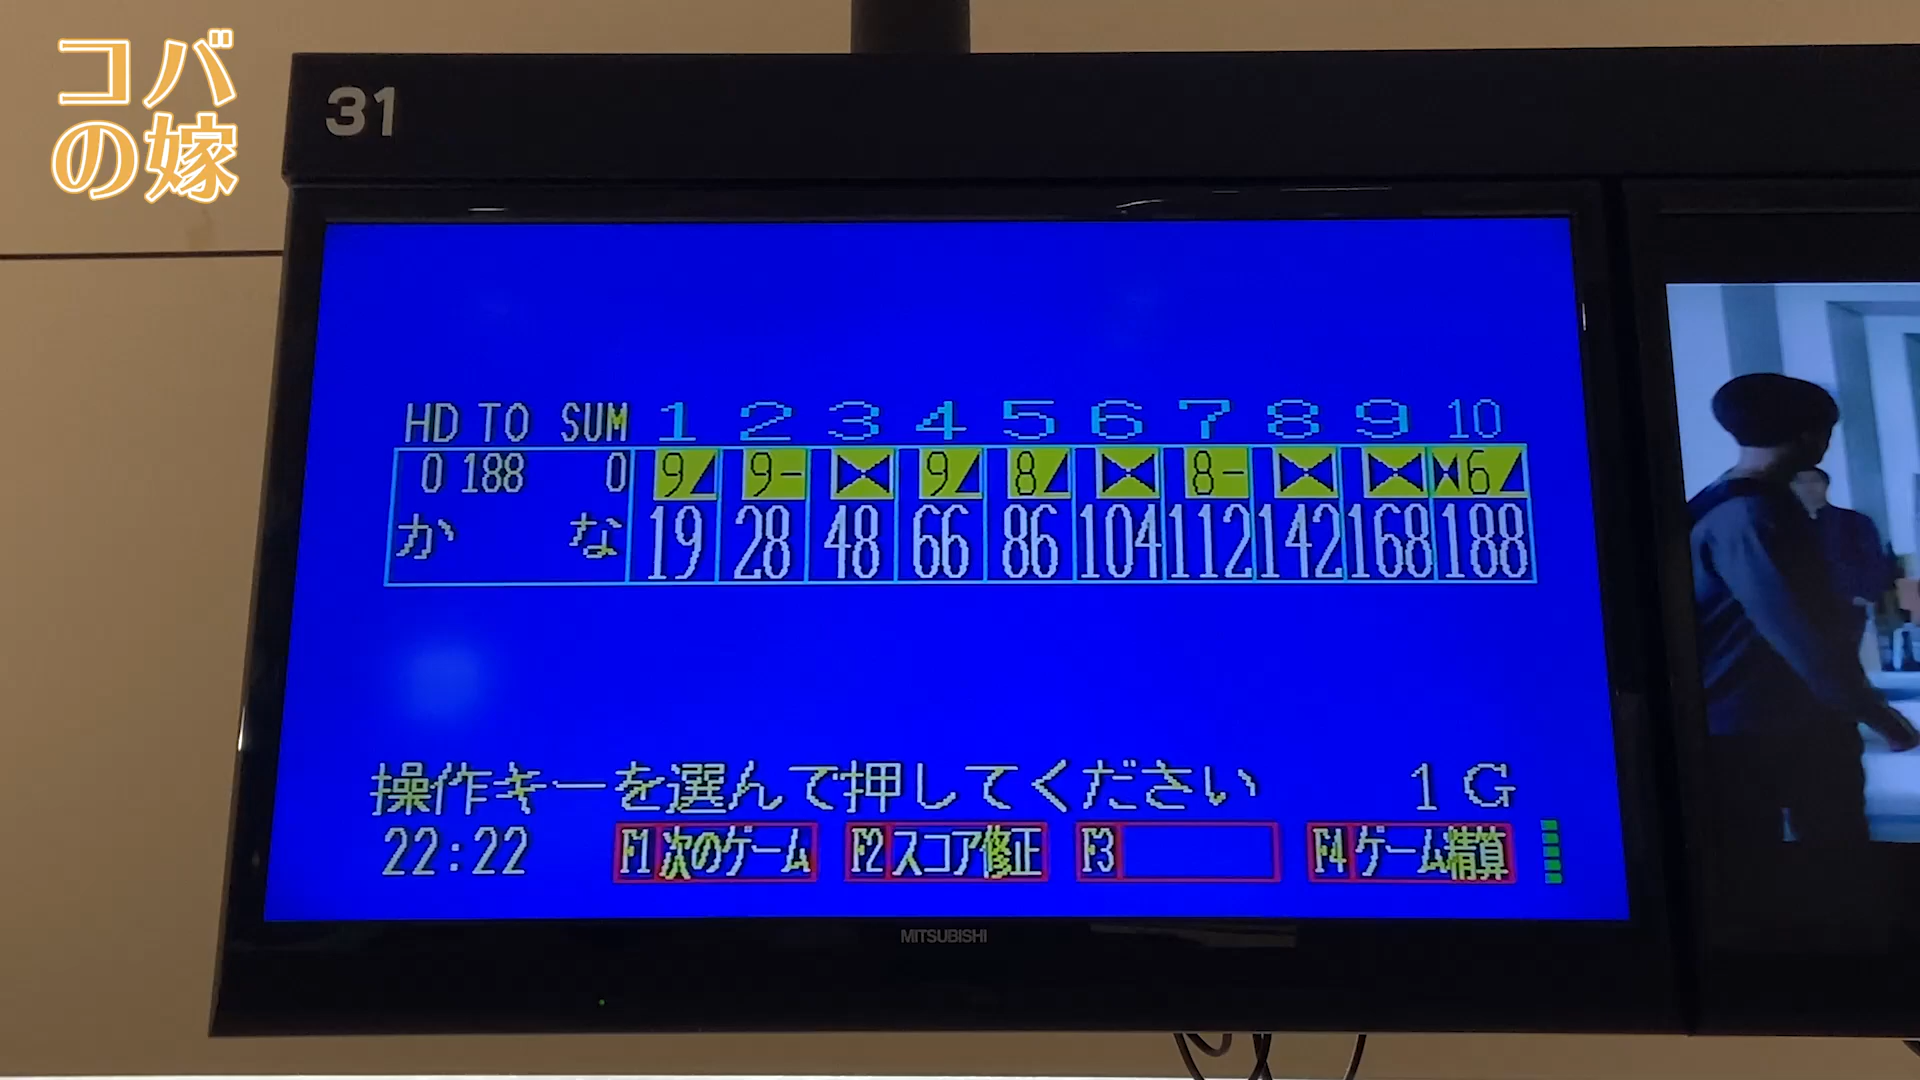 コバ
の嫁
31
HD TO SUM 1 2 3 4 5 6 7 8 9 10
0 188 0 9/ 9- 9/ 8/ 8- 6/
かな 19 28 48 66 86 104 112 142 168 188
操作キーを選んで押してください 1G
22:22 F1 次のゲーム F2 スコア修正 F3 F4 ゲーム精算
MITSUBISHI